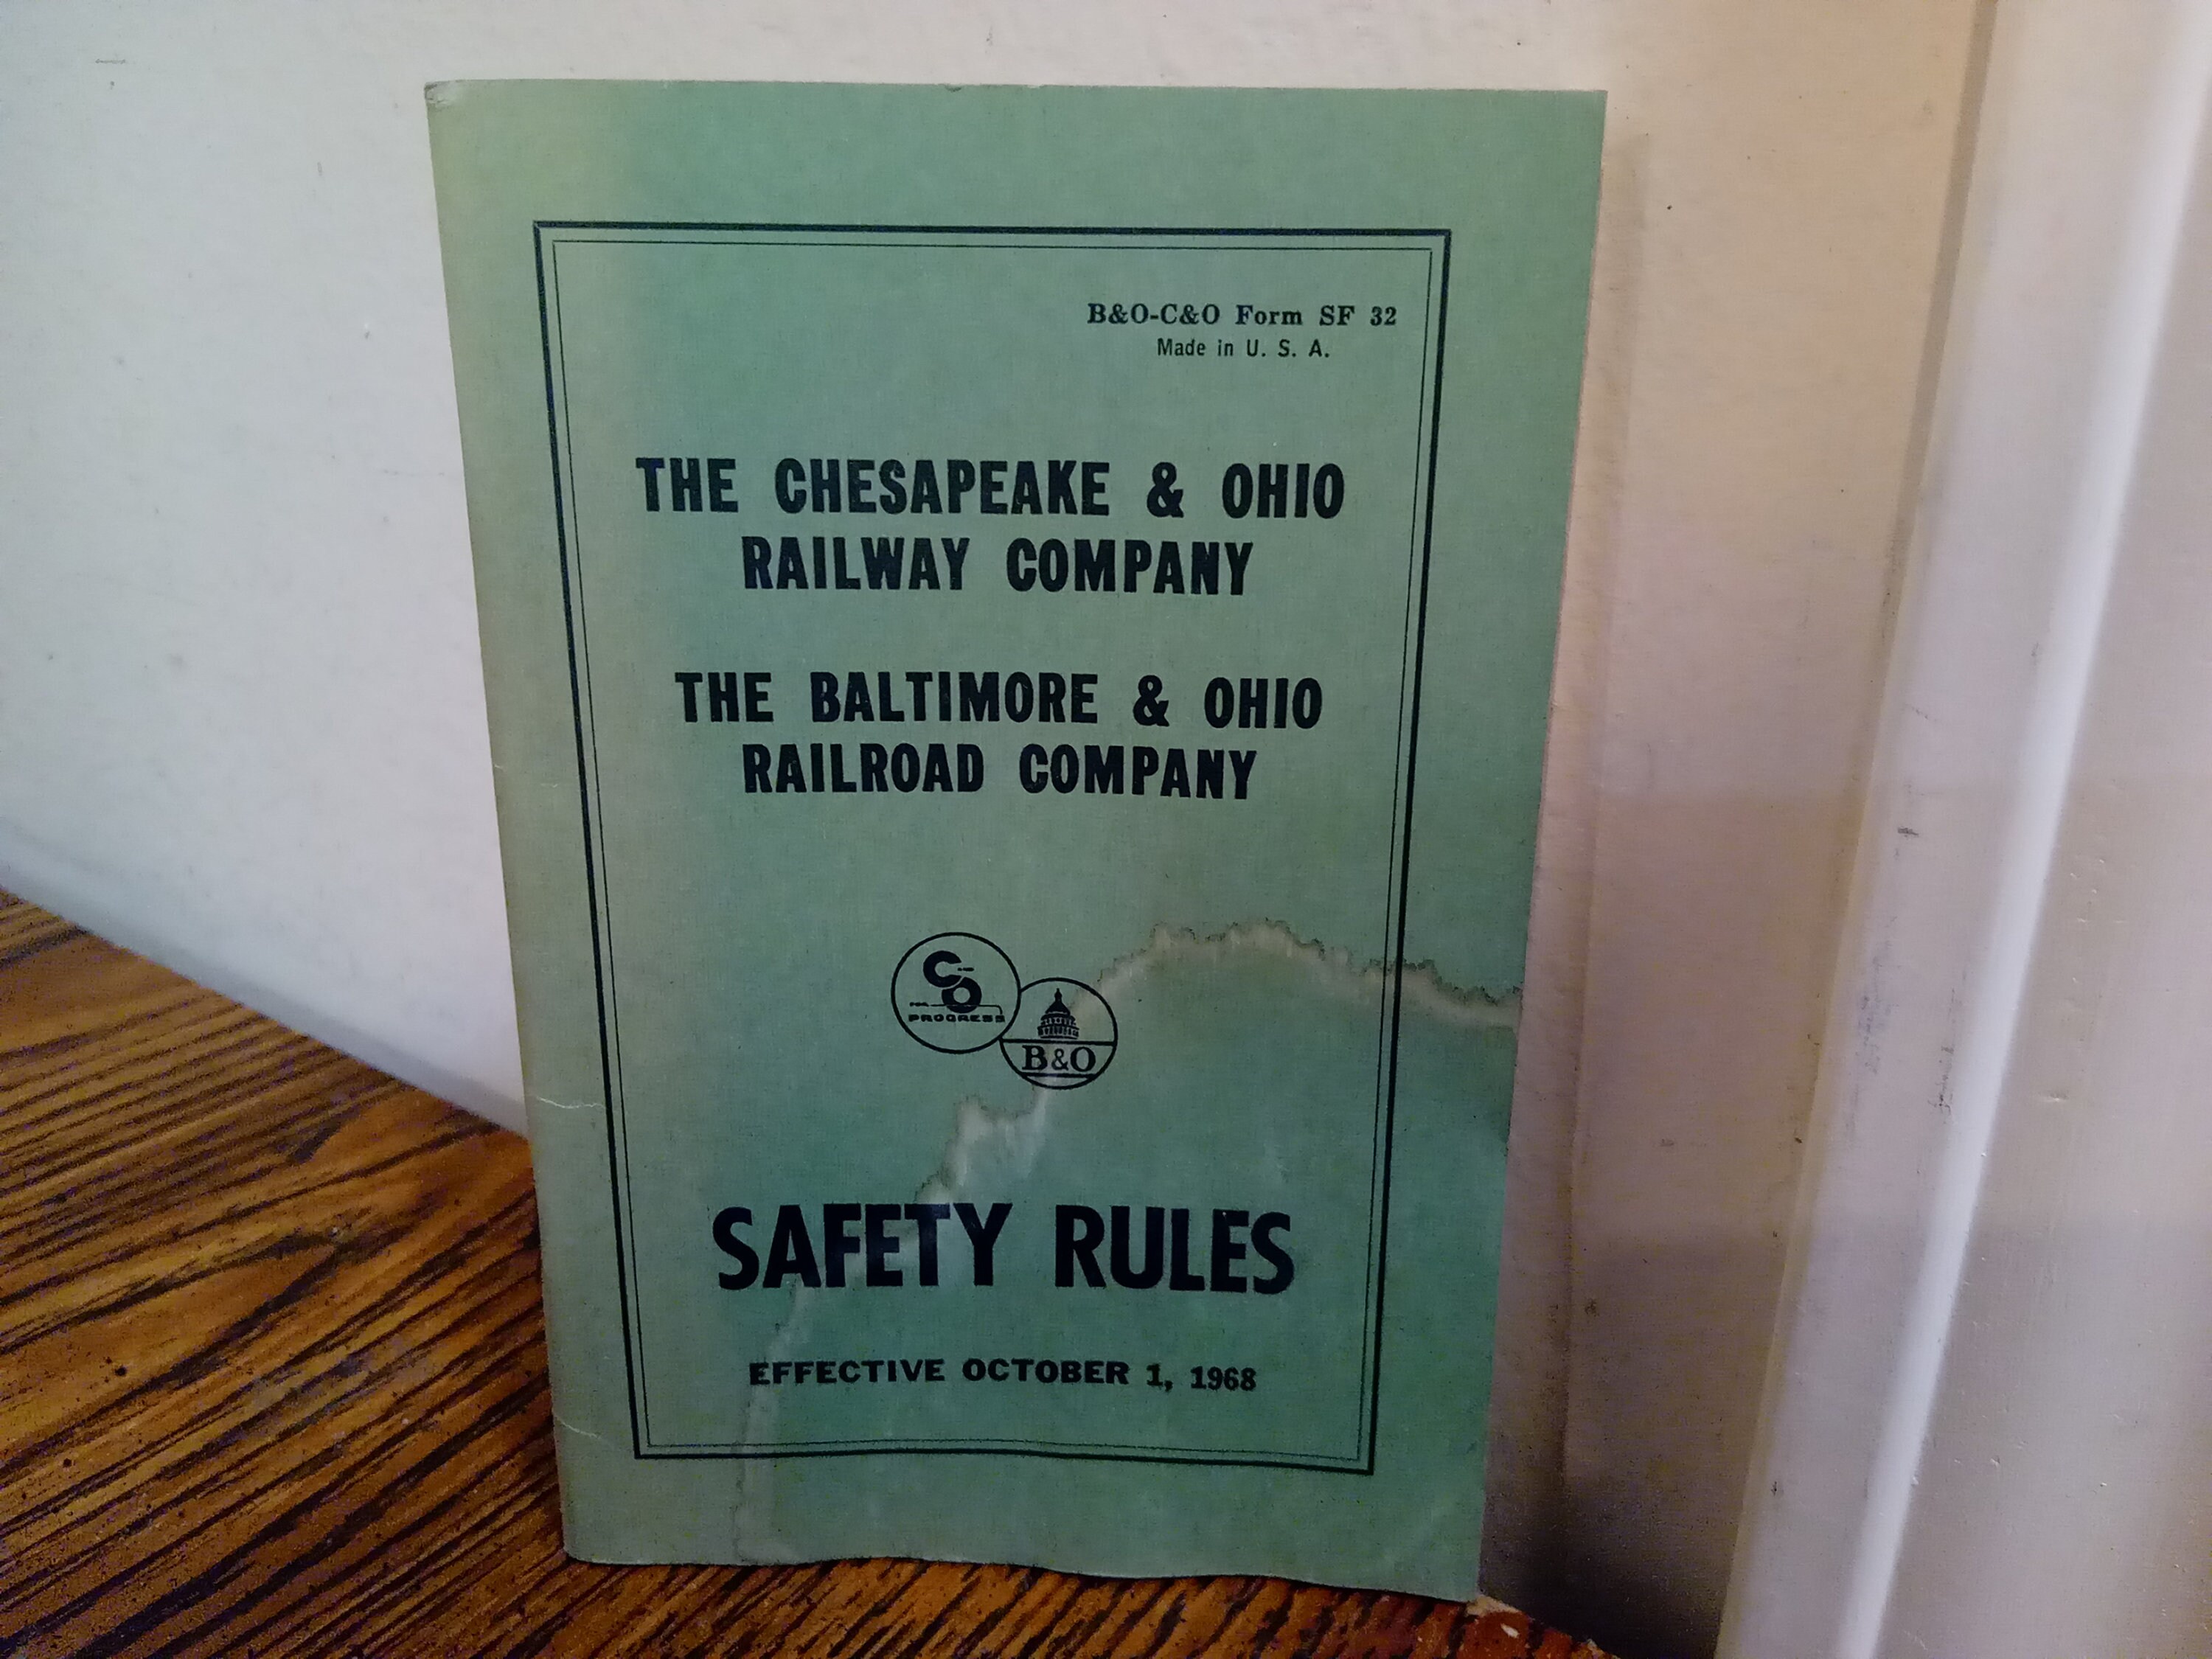 B&O-C&O Form SF 32
Made in U. S. A.
THE CHESAPEAKE & OHIO
RAILWAY COMPANY
THE BALTIMORE & OHIO
RAILROAD COMPANY
C
O
FOR
PROGRESS
B&O
SAFETY RULES
EFFECTIVE OCTOBER 1, 1968